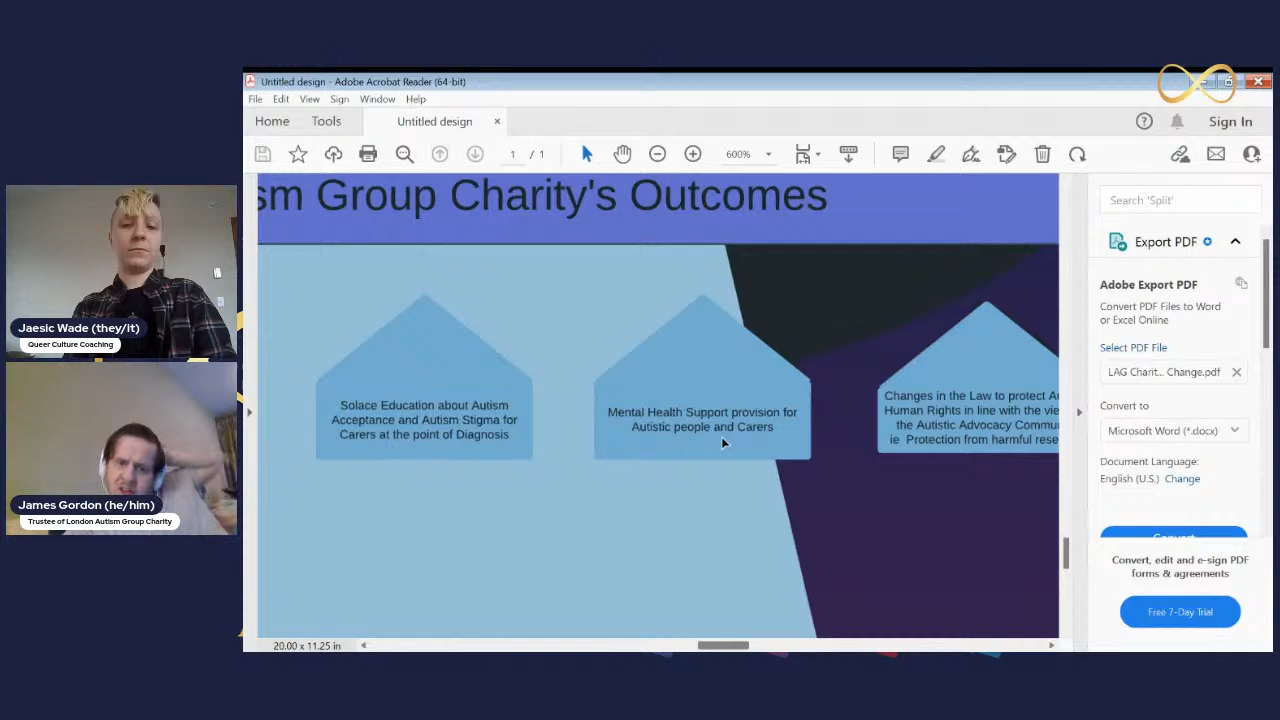 Untitled design - Adobe Acrobat Reader (64-bit)
File Edit View Sign Window Help
Home Tools Untitled design ×
Sign In
1 / 1
600%
sm Group Charity's Outcomes
Solace Education about Autism
Acceptance and Autism Stigma for
Carers at the point of Diagnosis
Mental Health Support provision for
Autistic people and Carers
Changes in the Law to protect Au
Human Rights in line with the vie
the Autistic Advocacy Commu
ie Protection from harmful rese
20.00 x 11.25 in
Search 'Split'
Export PDF
Adobe Export PDF
Convert PDF Files to Word
or Excel Online
Select PDF File
LAG Charit... Change.pdf
Convert to
Microsoft Word (*.docx)
Document Language:
English (U.S.) Change
Convert
Convert, edit and e-sign PDF
forms & agreements
Free 7-Day Trial
Jaesic Wade (they/it)
Queer Culture Coaching
James Gordon (he/him)
Trustee of London Autism Group Charity